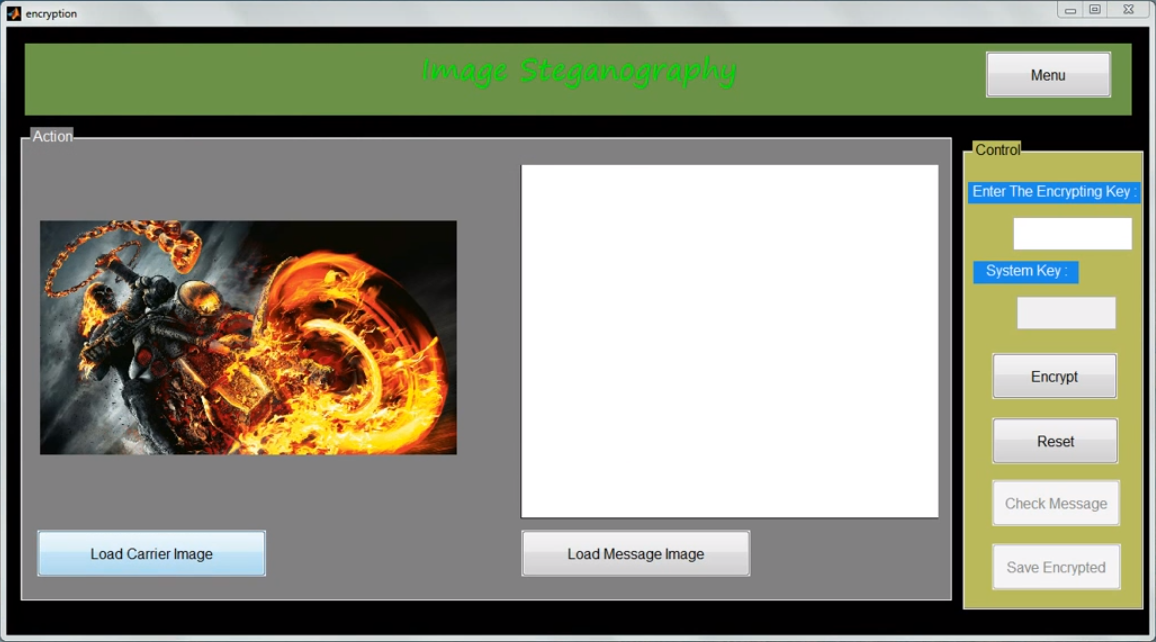 encryption
Image Steganography
Menu
Action
Control
Enter The Encrypting Key :
System Key :
Encrypt
Reset
Check Message
Save Encrypted
Load Carrier Image
Load Message Image